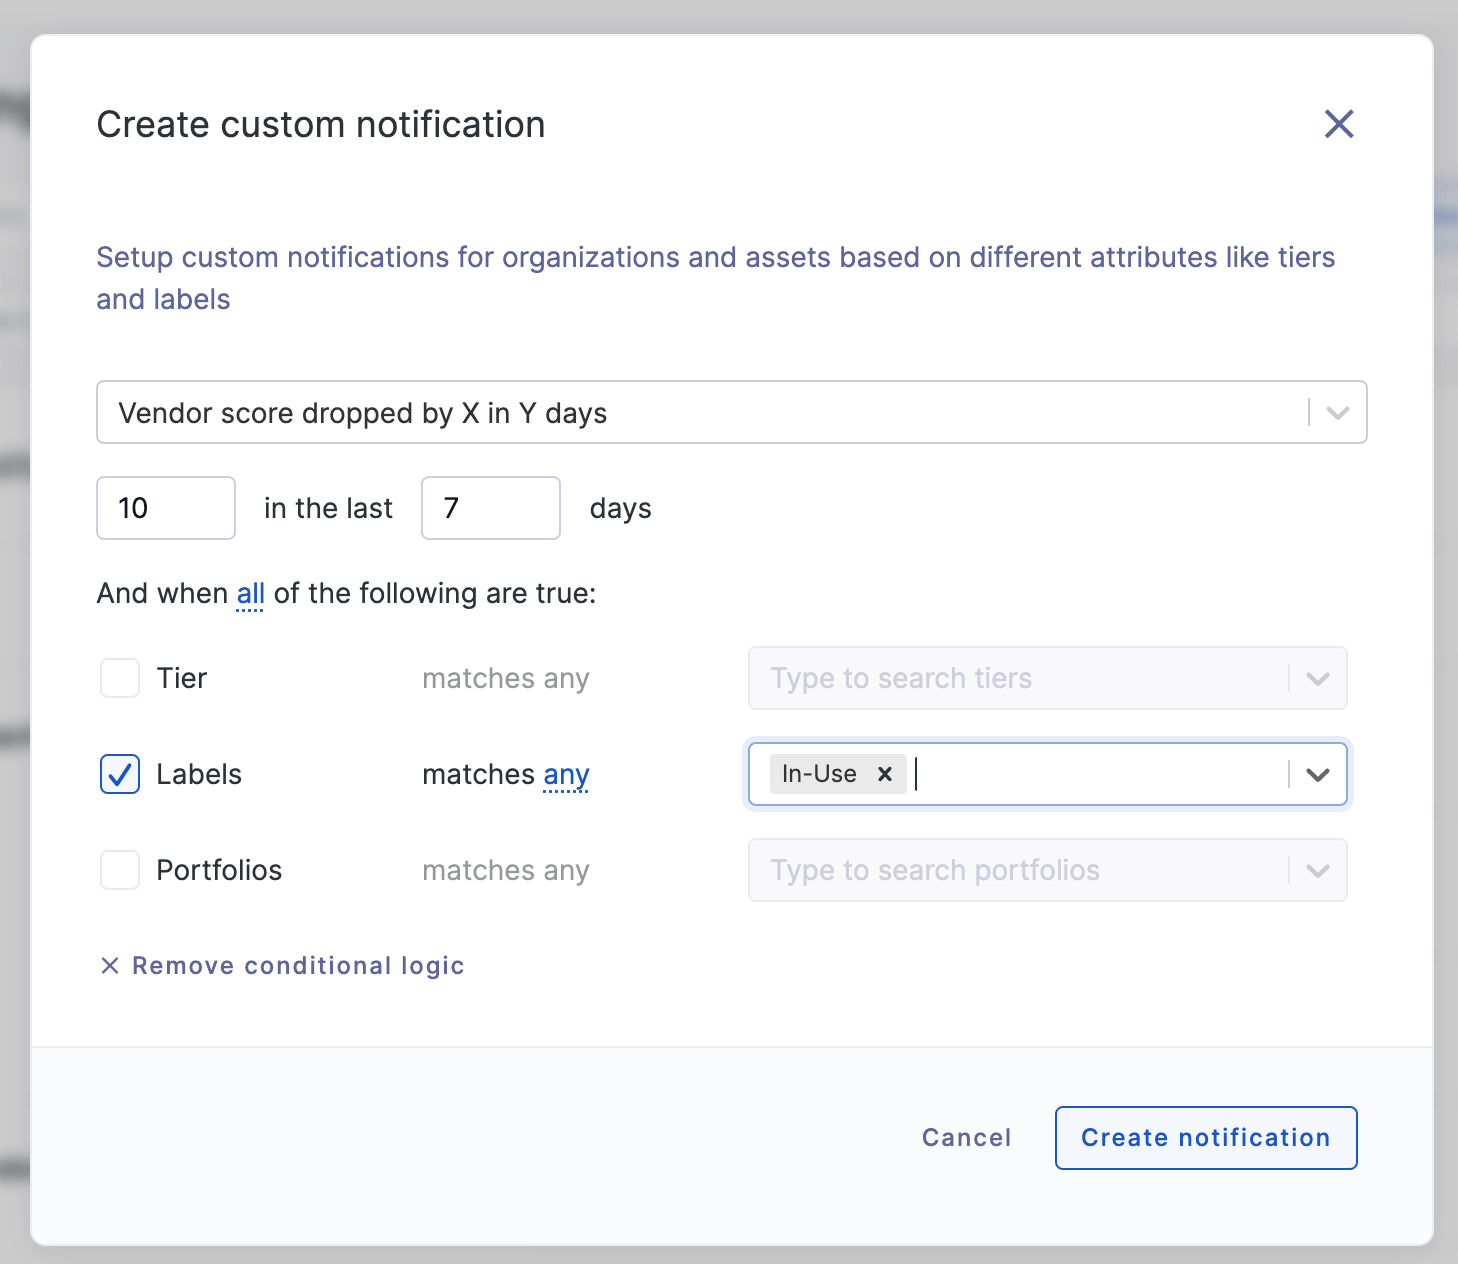 Create custom notification
Setup custom notifications for organizations and assets based on different attributes like tiers
and labels
Vendor score dropped by X in Y days
10 in the last 7 days
And when all of the following are true:
Tier matches any Type to search tiers
Labels matches any In-Use
Portfolios matches any Type to search portfolios
Remove conditional logic
Cancel Create notification